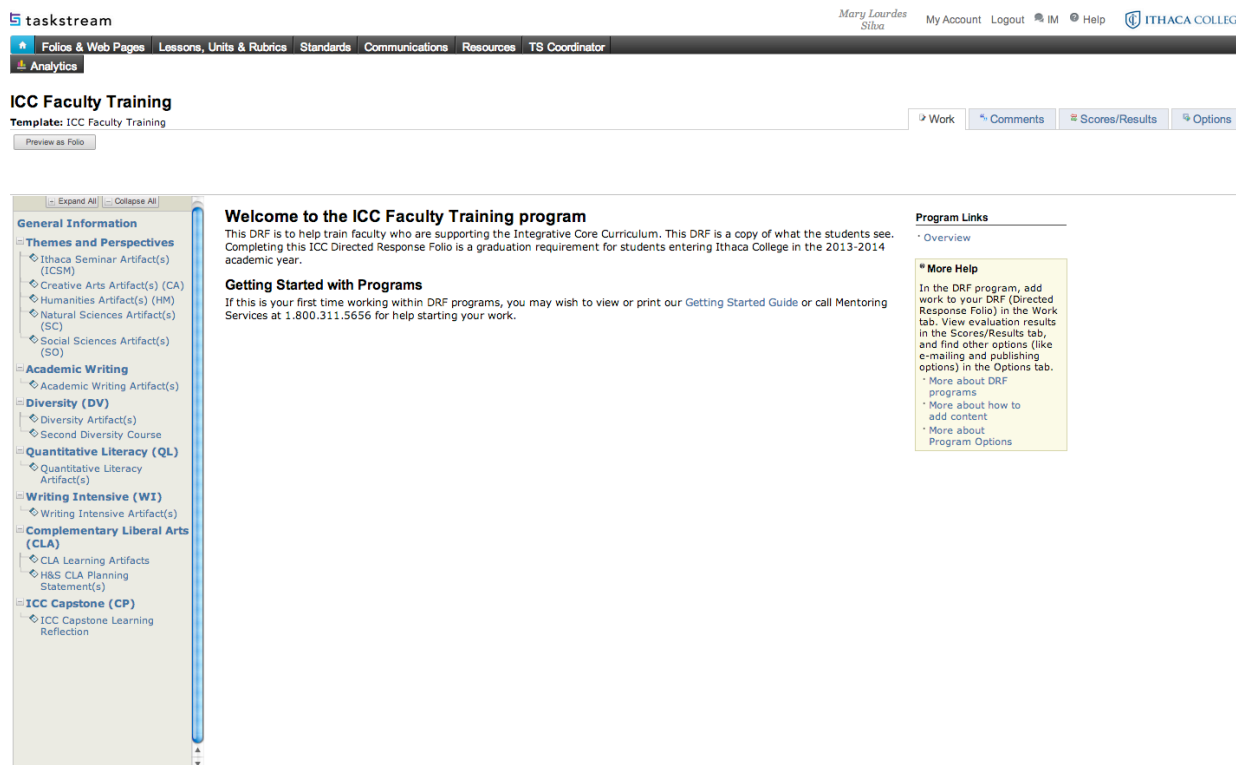 taskstream
Mary Lourdes
Silva
My Account Logout IM Help
ITHACA COLLEG
Folios & Web Pages Lessons, Units & Rubrics Standards Communications Resources TS Coordinator
Analytics
ICC Faculty Training
Template: ICC Faculty Training
Work Comments Scores/Results Options
Preview as Folio
Expand All Collapse All
General Information
Themes and Perspectives
Ithaca Seminar Artifact(s)
(ICSM)
Creative Arts Artifact(s) (CA)
Humanities Artifact(s) (HM)
Natural Sciences Artifact(s)
(SC)
Social Sciences Artifact(s)
(SO)
Academic Writing
Academic Writing Artifact(s)
Diversity (DV)
Diversity Artifact(s)
Second Diversity Course
Quantitative Literacy (QL)
Quantitative Literacy
Artifact(s)
Writing Intensive (WI)
Writing Intensive Artifact(s)
Complementary Liberal Arts
(CLA)
CLA Learning Artifacts
H&S CLA Planning
Statement(s)
ICC Capstone (CP)
ICC Capstone Learning
Reflection
Welcome to the ICC Faculty Training program
This DRF is to help train faculty who are supporting the Integrative Core Curriculum. This DRF is a copy of what the students see.
Completing this ICC Directed Response Folio is a graduation requirement for students entering Ithaca College in the 2013-2014
academic year.
Getting Started with Programs
If this is your first time working within DRF programs, you may wish to view or print our Getting Started Guide or call Mentoring
Services at 1.800.311.5656 for help starting your work.
Program Links
Overview
More Help
In the DRF program, add
work to your DRF (Directed
Response Folio) in the Work
tab. View evaluation results
in the Scores/Results tab,
and find other options (like
e-mailing and publishing
options) in the Options tab.
More about DRF
programs
More about how to
add content
More about
Program Options